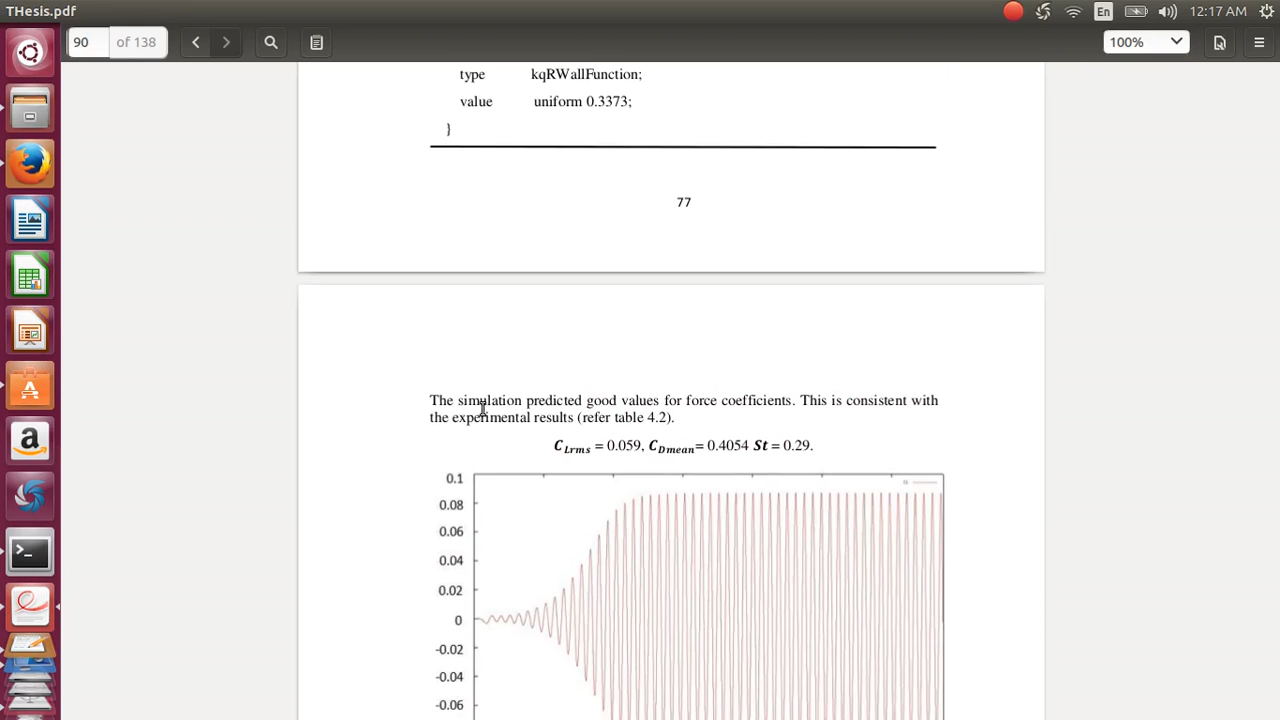 THesis.pdf
En
12:17 AM
90 of 138
100%
type kqRWallFunction;
value uniform 0.3373;
}
77
The simulation predicted good values for force coefficients. This is consistent with
the experimental results (refer table 4.2).
C_Lrms = 0.059, C_Dmean= 0.4054 St = 0.29.
0.1
0.08
0.06
0.04
0.02
0
-0.02
-0.04
-0.06